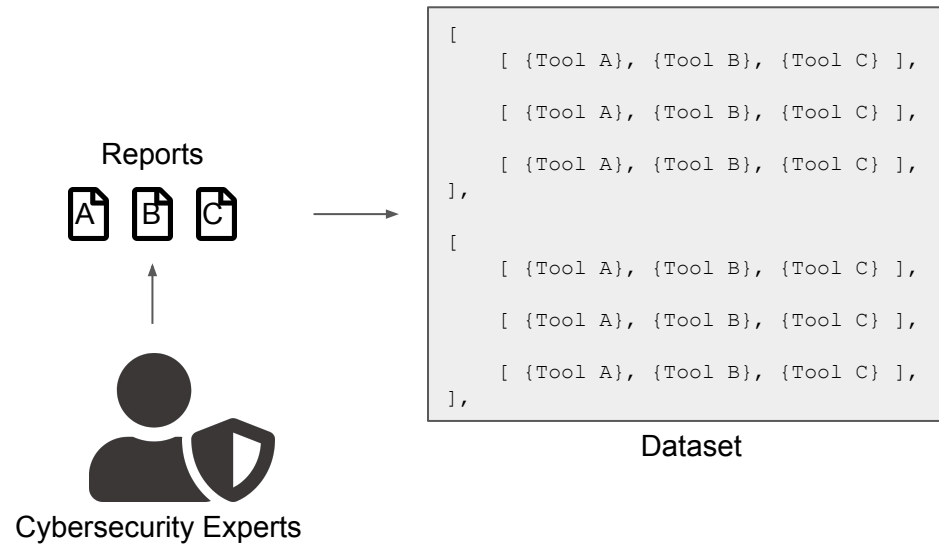 Reports
A B C
Cybersecurity Experts
[
[ {Tool A}, {Tool B}, {Tool C} ],
[ {Tool A}, {Tool B}, {Tool C} ],
[ {Tool A}, {Tool B}, {Tool C} ],
],
[
[ {Tool A}, {Tool B}, {Tool C} ],
[ {Tool A}, {Tool B}, {Tool C} ],
[ {Tool A}, {Tool B}, {Tool C} ],
],
Dataset